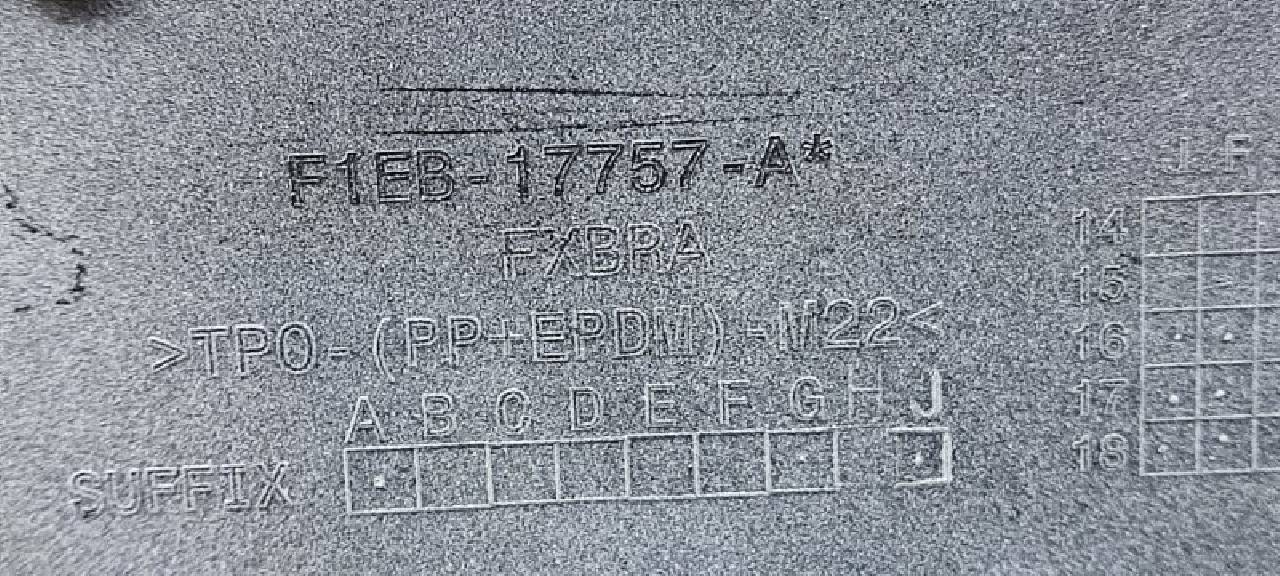 F1EB-17757-A*
FXBRA
>TPO-(PP+EPDM)-M22<
A B C D E F G H J
SUFFIX
J F
14
15
16
17
18